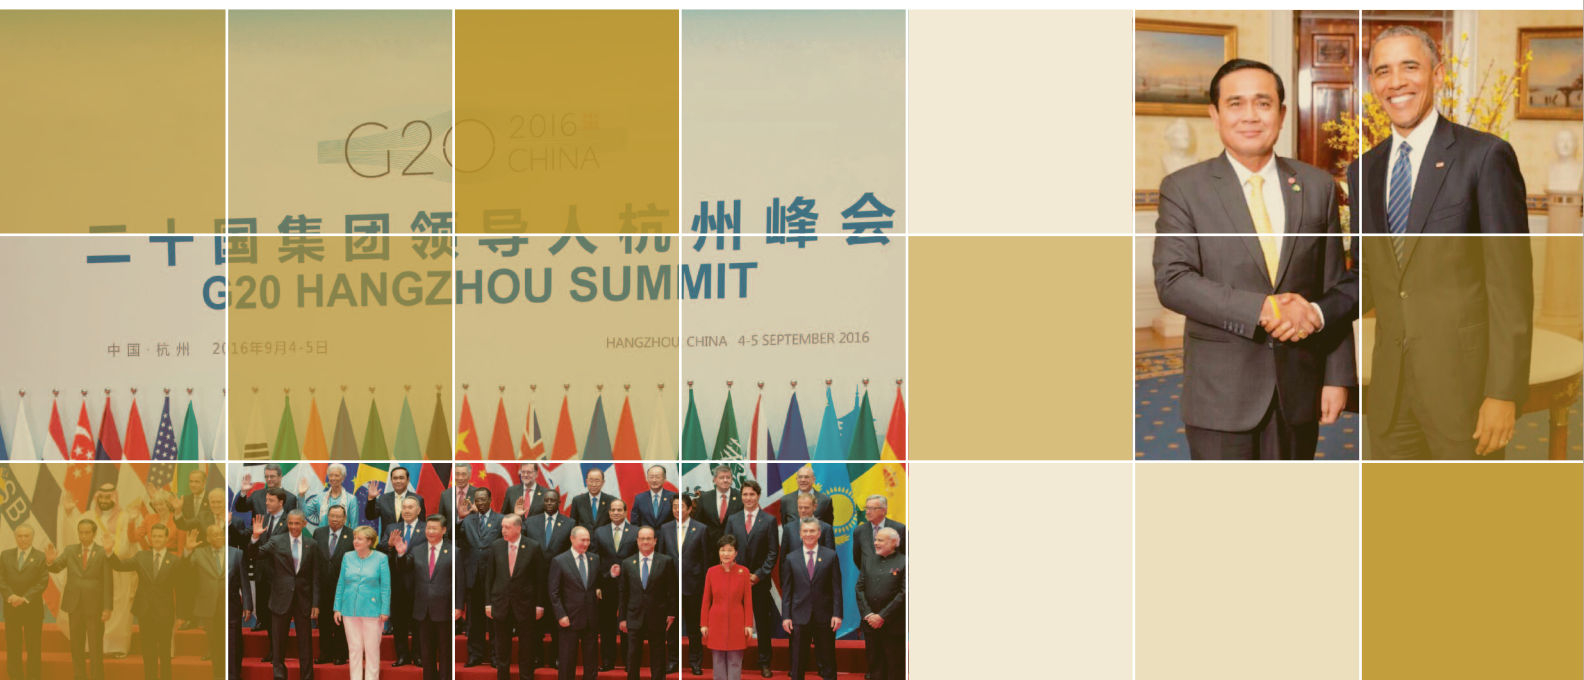 G20 2016
CHINA
二十国集团领导人杭州峰会
G20 HANGZHOU SUMMIT
中国·杭州 2016年9月4-5日
HANGZHOU, CHINA 4-5 SEPTEMBER 2016
SB